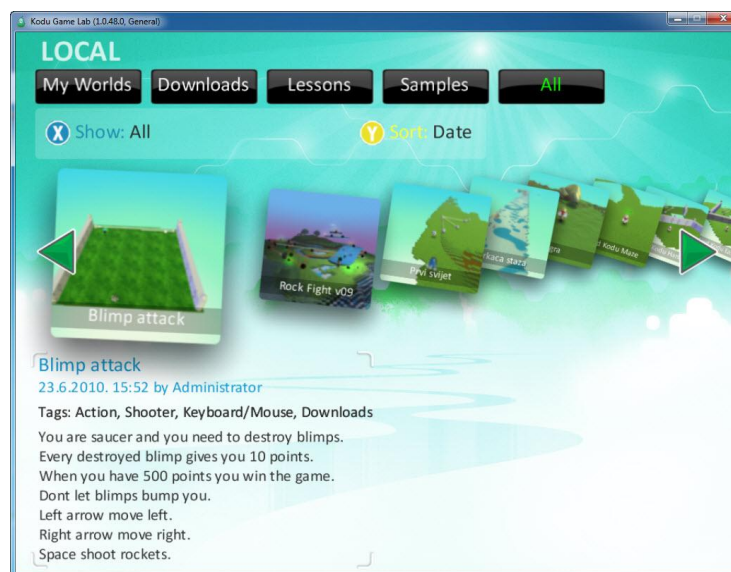 Kodu Game Lab (1.0.48.0, General)
LOCAL
My Worlds Downloads Lessons Samples All
X Show: All Y Sort: Date
Blimp attack
Rock Fight v09
Prvi svijet
staza
Kodu Maze
Blimp attack
23.6.2010. 15:52 by Administrator
Tags: Action, Shooter, Keyboard/Mouse, Downloads
You are saucer and you need to destroy blimps.
Every destroyed blimp gives you 10 points.
When you have 500 points you win the game.
Dont let blimps bump you.
Left arrow move left.
Right arrow move right.
Space shoot rockets.